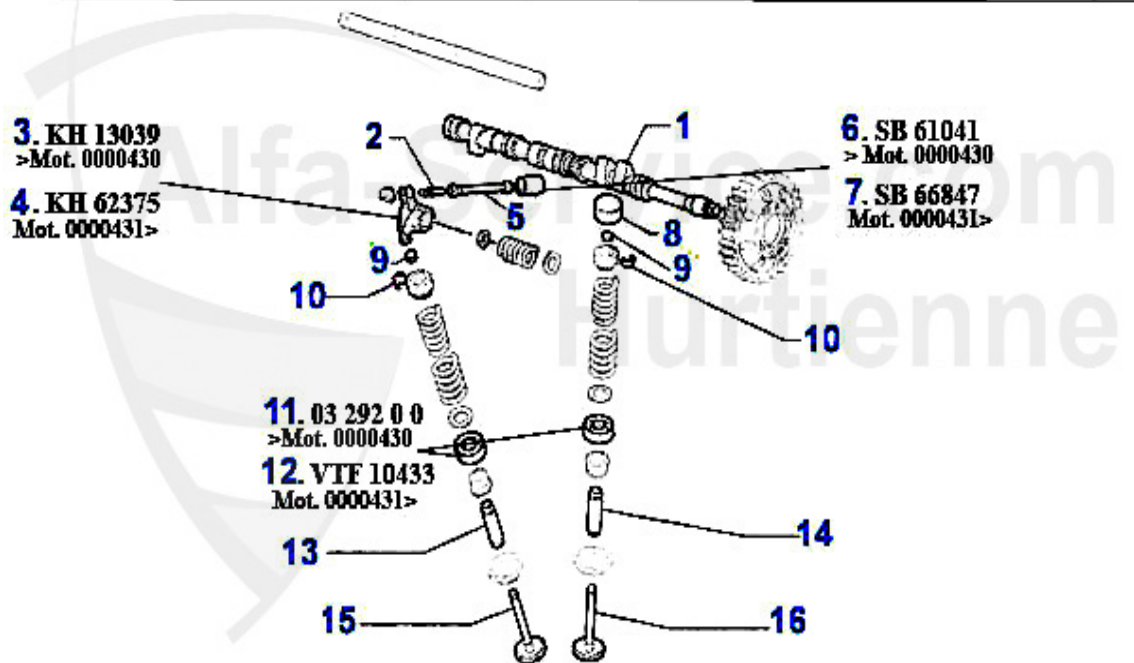 3. KH 13039
>Mot. 0000430
4. KH 62375
Mot. 0000431>
2
1
6. SB 61041
> Mot. 0000430
7. SB 66847
Mot. 0000431>
5
8
9
9
10
10
Alfa-Service.com
Hurtienne
11. 03 292 0 0
>Mot. 0000430
12. VTF 10433
Mot. 0000431>
13
14
15
16